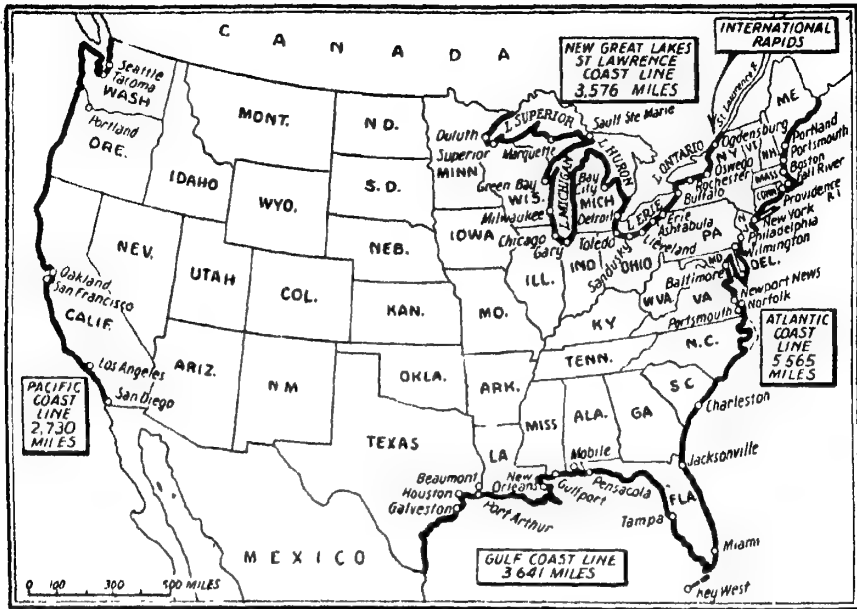 CANADA
NEW GREAT LAKES
ST LAWRENCE
COAST LINE
3,576 MILES
INTERNATIONAL
RAPIDS
St Lawrence R.
Seattle
Tacoma
WASH
Portland
ORE.
IDAHO
MONT.
WYO.
N D.
S. D.
NEB.
NEV.
UTAH
COL.
KAN.
Oakland
San Francisco
CALIF.
Los Angeles
San Diego
PACIFIC
COAST
LINE
2,730
MILES
ARIZ.
N M
OKLA.
TEXAS
Duluth
Superior
MINN
L SUPERIOR
Marquette
Sault Ste Marie
L HURON
L MICHIGAN
Green Bay
WIS.
Milwaukee
Bay
City
MICH
Detroit
IOWA
Chicago
Gary
Toledo
Sandusky
L. ERIE
Cleveland
Ashtabula
Erie
Buffalo
Rochester
Oswego
Ogdensburg
L ONTARIO
N Y
VT
N H
ME
Portland
Portsmouth
Boston
Fall River
MASS
CONN
Providence
R I
New York
N J
Philadelphia
Wilmington
DEL.
PA
MD
Baltimore
ILL.
IND
OHIO
W VA
VA
Newport News
Norfolk
Portsmouth
ATLANTIC
COAST
LINE
5 565
MILES
MO.
KY
TENN.
N.C.
S C
Charleston
ARK.
MISS
ALA.
GA
LA
Mobile
Jacksonville
Beaumont
Houston
Galveston
Port Arthur
New
Orleans
Gulfport
Pensacola
FLA
Tampa
Miami
Key West
GULF COAST LINE
3 641 MILES
MEXICO
0 100 300 500 MILES